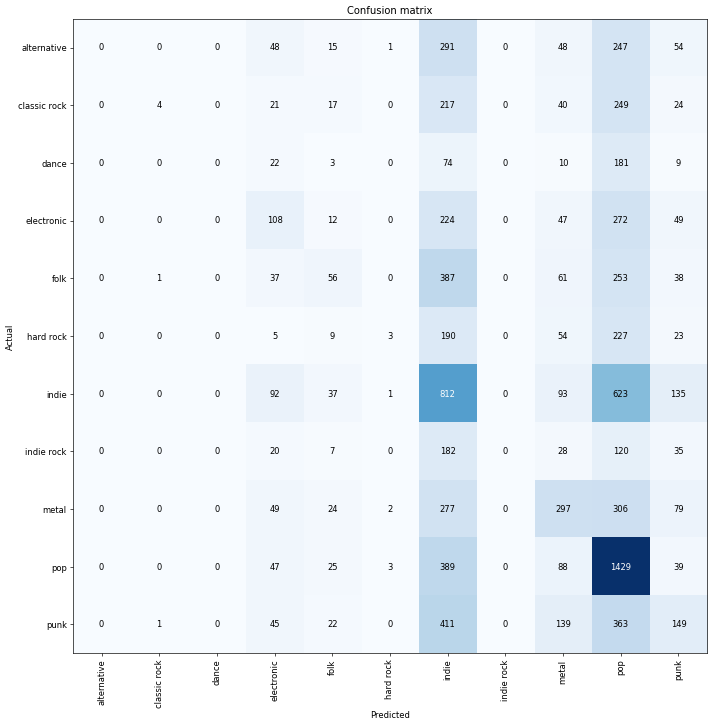 Confusion matrix
Actual
alternative 0 0 0 48 15 1 291 0 48 247 54
classic rock 0 4 0 21 17 0 217 0 40 249 24
dance 0 0 0 22 3 0 74 0 10 181 9
electronic 0 0 0 108 12 0 224 0 47 272 49
folk 0 1 0 37 56 0 387 0 61 253 38
hard rock 0 0 0 5 9 3 190 0 54 227 23
indie 0 0 0 92 37 1 812 0 93 623 135
indie rock 0 0 0 20 7 0 182 0 28 120 35
metal 0 0 0 49 24 2 277 0 297 306 79
pop 0 0 0 47 25 3 389 0 88 1429 39
punk 0 1 0 45 22 0 411 0 139 363 149
alternative classic rock dance electronic folk hard rock indie indie rock metal pop punk
Predicted